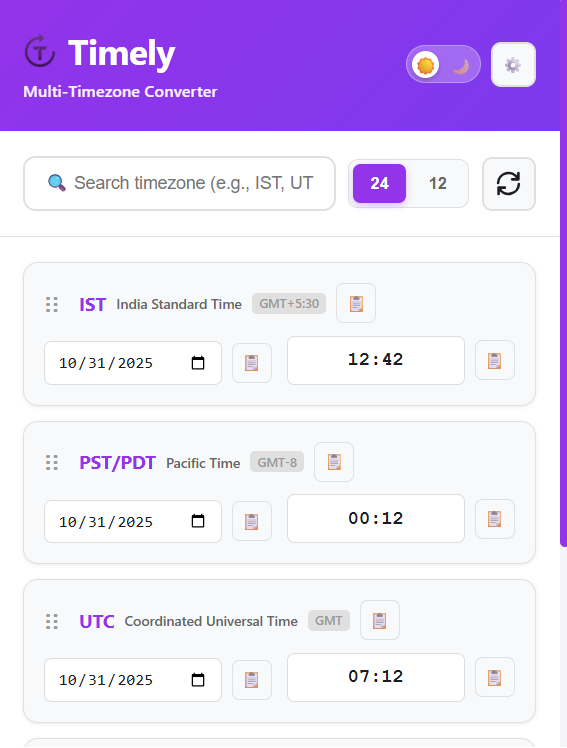 Timely
Multi-Timezone Converter
Search timezone (e.g., IST, UT
24 12
IST India Standard Time GMT+5:30
10/31/2025 12:42
PST/PDT Pacific Time GMT-8
10/31/2025 00:12
UTC Coordinated Universal Time GMT
10/31/2025 07:12